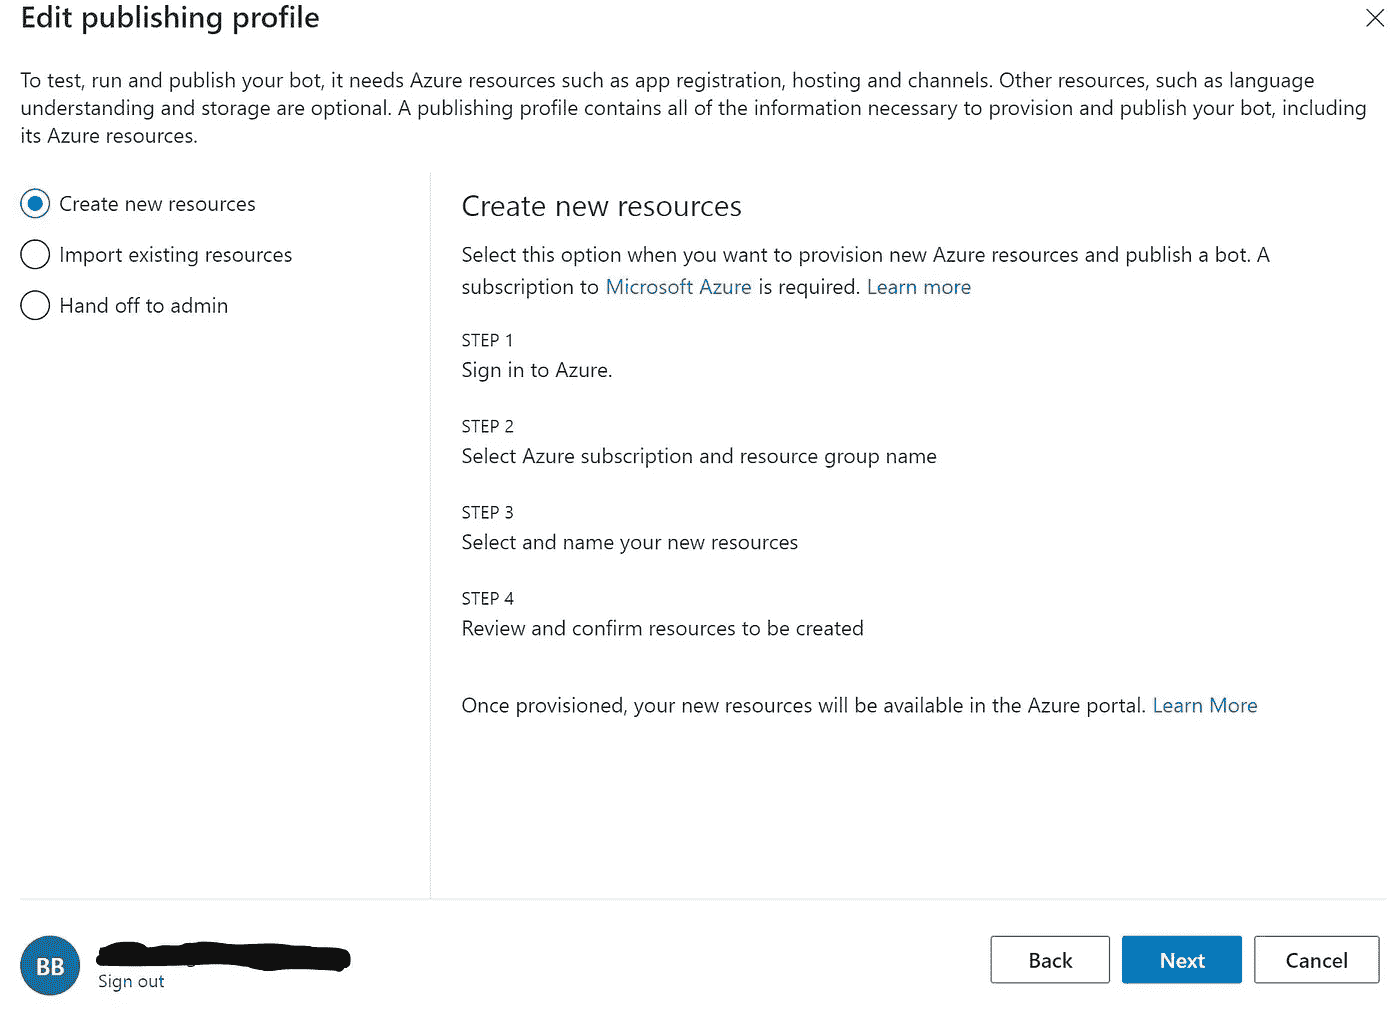 Edit publishing profile
To test, run and publish your bot, it needs Azure resources such as app registration, hosting and channels. Other resources, such as language
understanding and storage are optional. A publishing profile contains all of the information necessary to provision and publish your bot, including
its Azure resources.
Create new resources
Import existing resources
Hand off to admin
Create new resources
Select this option when you want to provision new Azure resources and publish a bot. A
subscription to Microsoft Azure is required. Learn more
STEP 1
Sign in to Azure.
STEP 2
Select Azure subscription and resource group name
STEP 3
Select and name your new resources
STEP 4
Review and confirm resources to be created
Once provisioned, your new resources will be available in the Azure portal. Learn More
BB
Sign out
Back
Next
Cancel